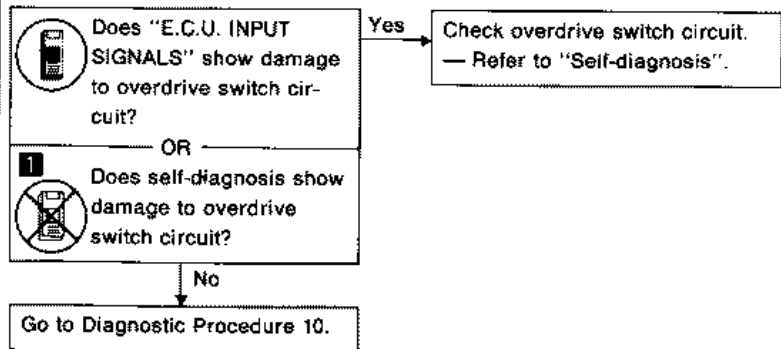 Does "E.C.U. INPUT
SIGNALS" show damage
to overdrive switch cir-
cuit?
Yes
Check overdrive switch circuit.
— Refer to "Self-diagnosis".
OR
1
Does self-diagnosis show
damage to overdrive
switch circuit?
No
Go to Diagnostic Procedure 10.